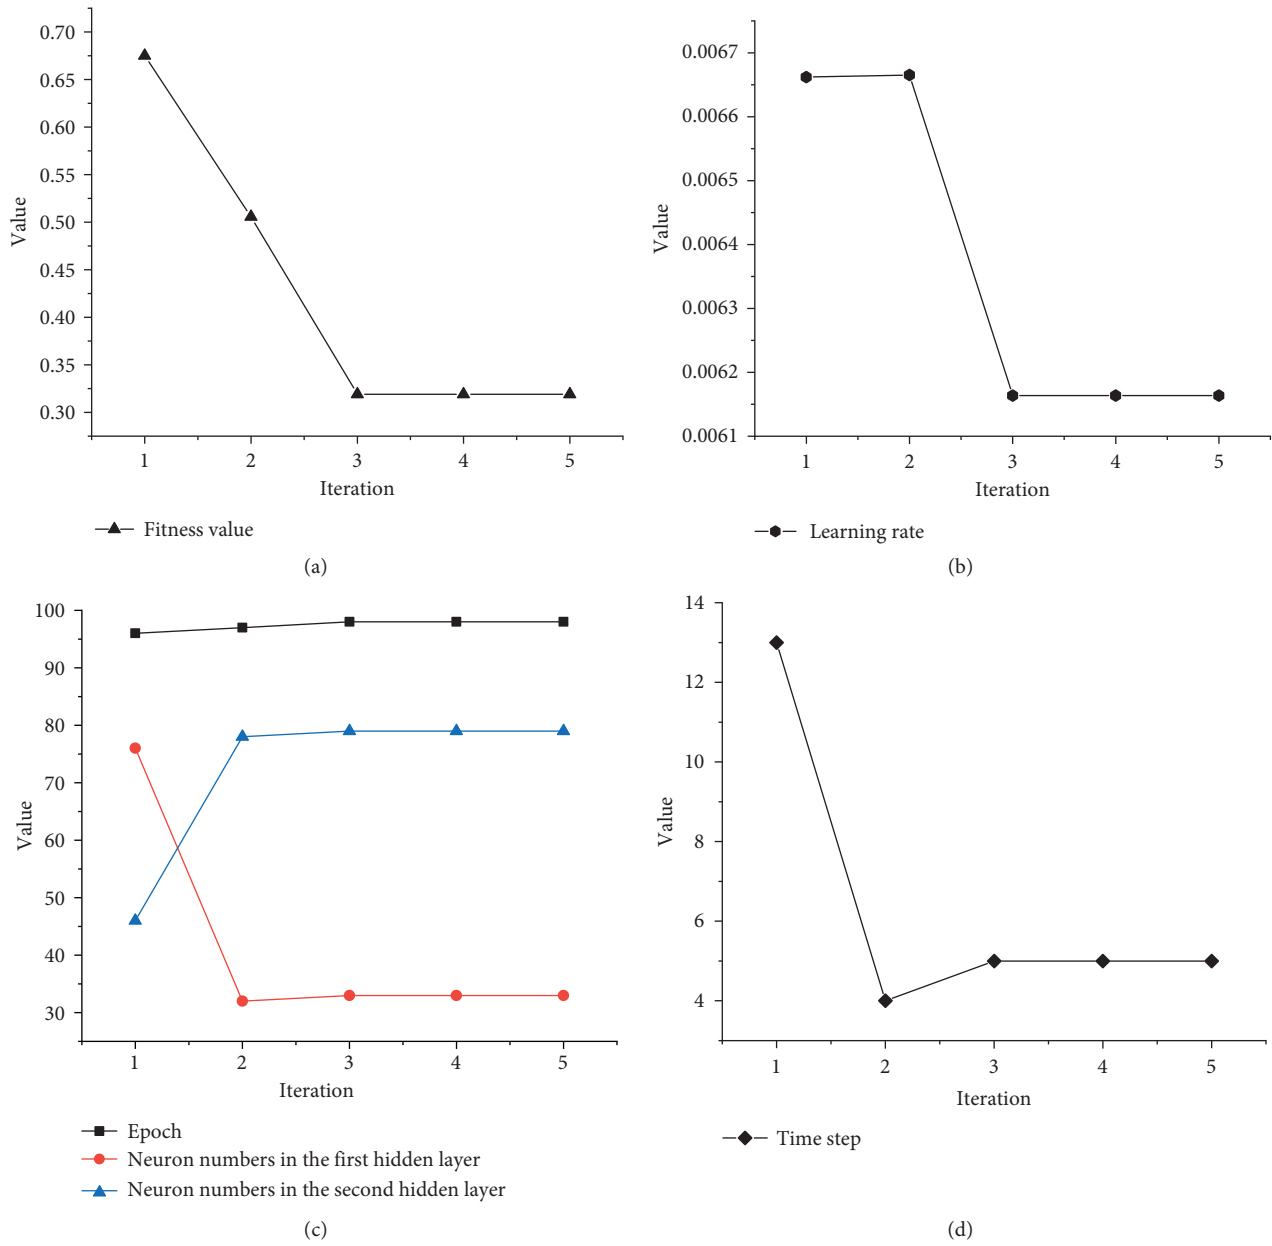 0.70
0.65
0.60
0.55
0.50
0.45
0.40
0.35
0.30
Value
1 2 3 4 5
Iteration
Fitness value
(a)
0.0067
0.0066
0.0065
0.0064
0.0063
0.0062
0.0061
Value
1 2 3 4 5
Iteration
Learning rate
(b)
100
90
80
70
60
50
40
30
Value
1 2 3 4 5
Iteration
Epoch
Neuron numbers in the first hidden layer
Neuron numbers in the second hidden layer
(c)
14
12
10
8
6
4
Value
1 2 3 4 5
Iteration
Time step
(d)